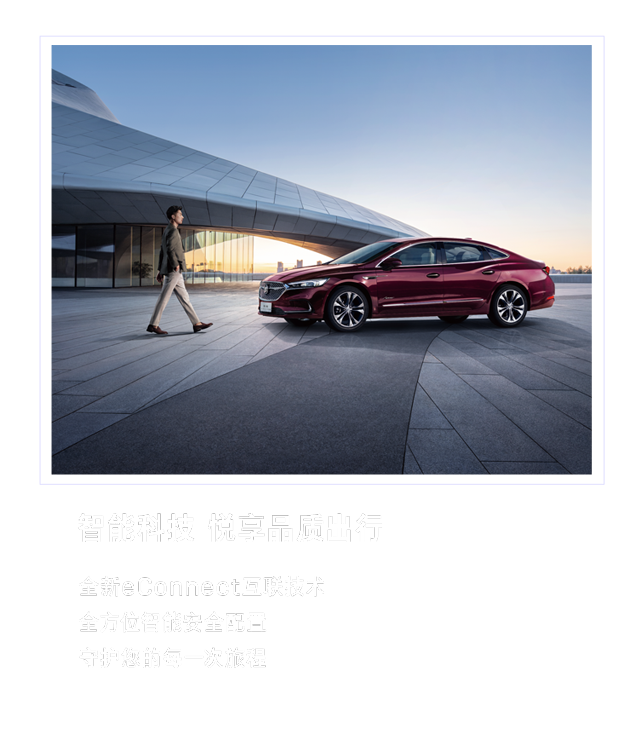 智能科技 悦享品质出行
全新eConnect互联技术
全方位智能安全配置
守护您的每一次旅程